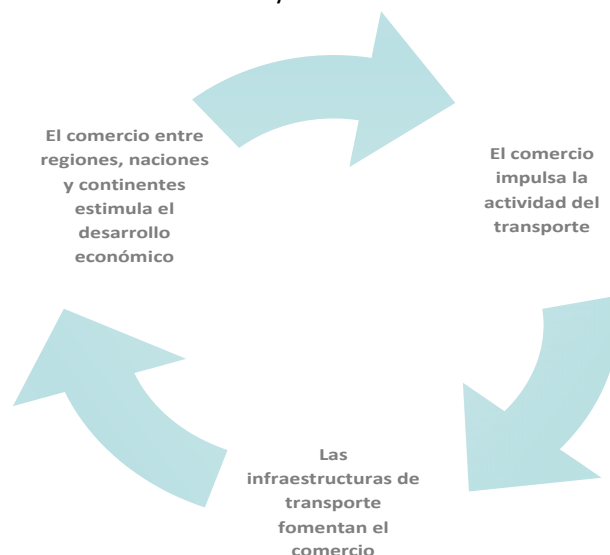 El comercio entre
regiones, naciones
y continentes
estimula el
desarrollo
económico
El comercio
impulsa la
actividad del
transporte
Las
infraestructuras de
transporte
fomentan el
comercio